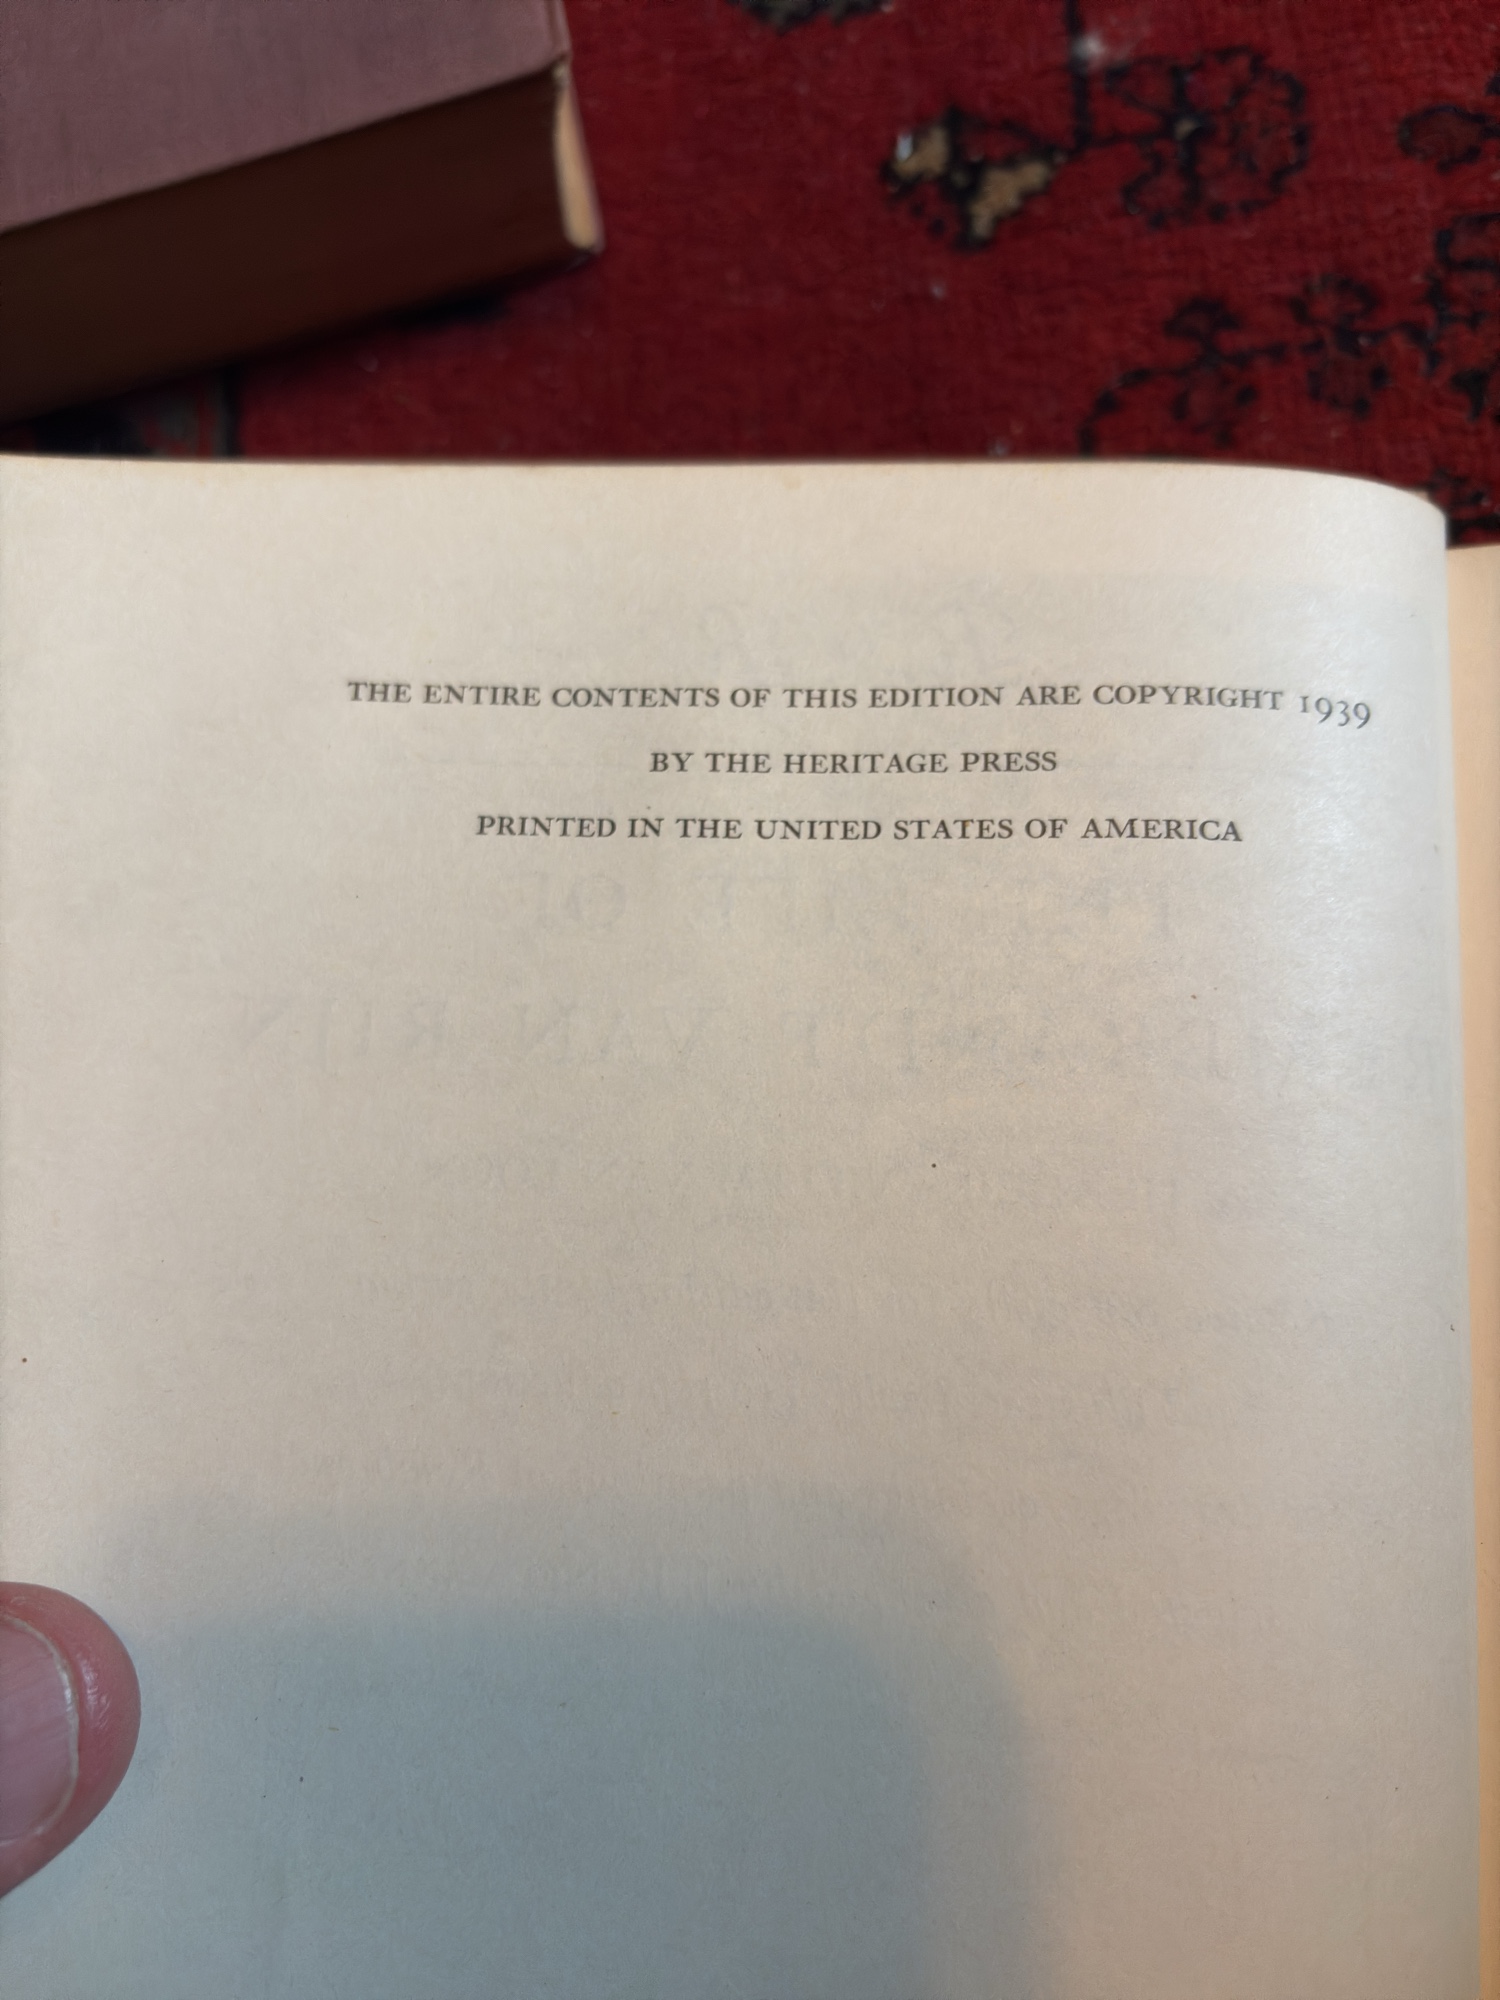 THE ENTIRE CONTENTS OF THIS EDITION ARE COPYRIGHT 1939
BY THE HERITAGE PRESS
PRINTED IN THE UNITED STATES OF AMERICA